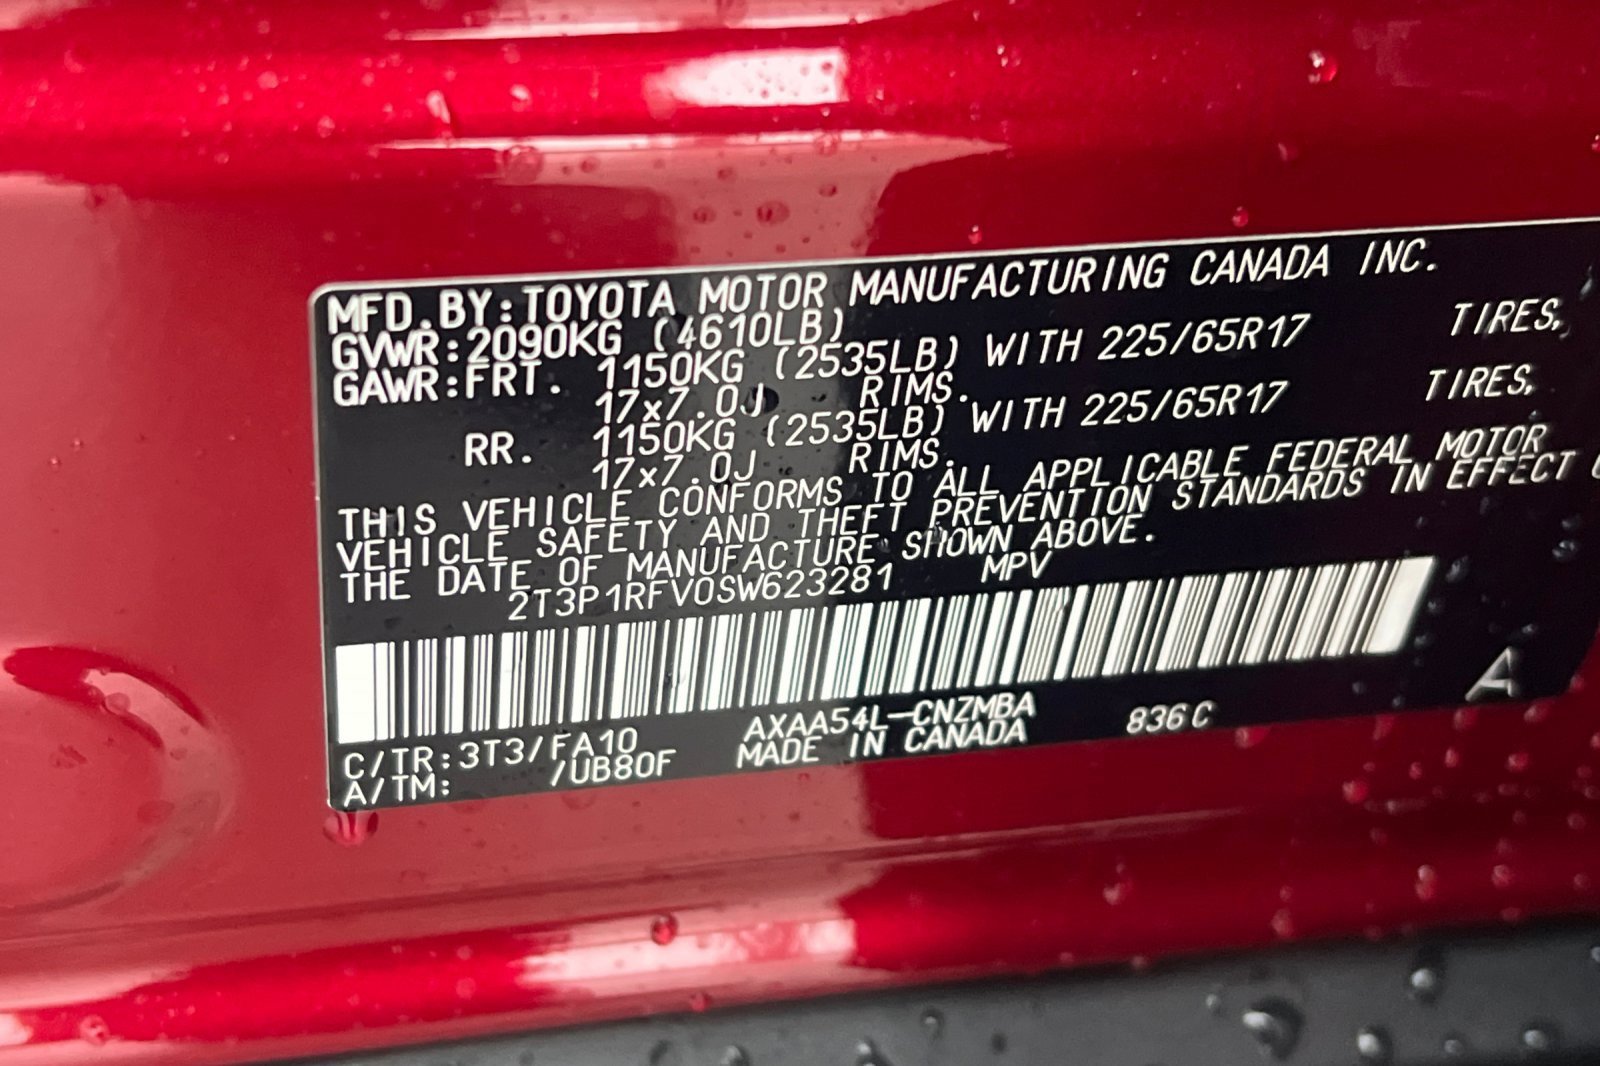 MFD.BY:TOYOTA MOTOR MANUFACTURING CANADA INC.
GVWR:2090KG (4610LB)
GAWR:FRT. 1150KG (2535LB) WITH 225/65R17 TIRES,
17x7.0J RIMS.
RR. 1150KG (2535LB) WITH 225/65R17 TIRES,
17x7.0J RIMS.
THIS VEHICLE CONFORMS TO ALL APPLICABLE FEDERAL MOTOR
VEHICLE SAFETY AND THEFT PREVENTION STANDARDS IN EFFECT
THE DATE OF MANUFACTURE SHOWN ABOVE.
2T3P1RFV0SW623281 MPV
C/TR:3T3/FA10 AXAA54L-CNZMBA 836C A
A/TM: /UB80F MADE IN CANADA